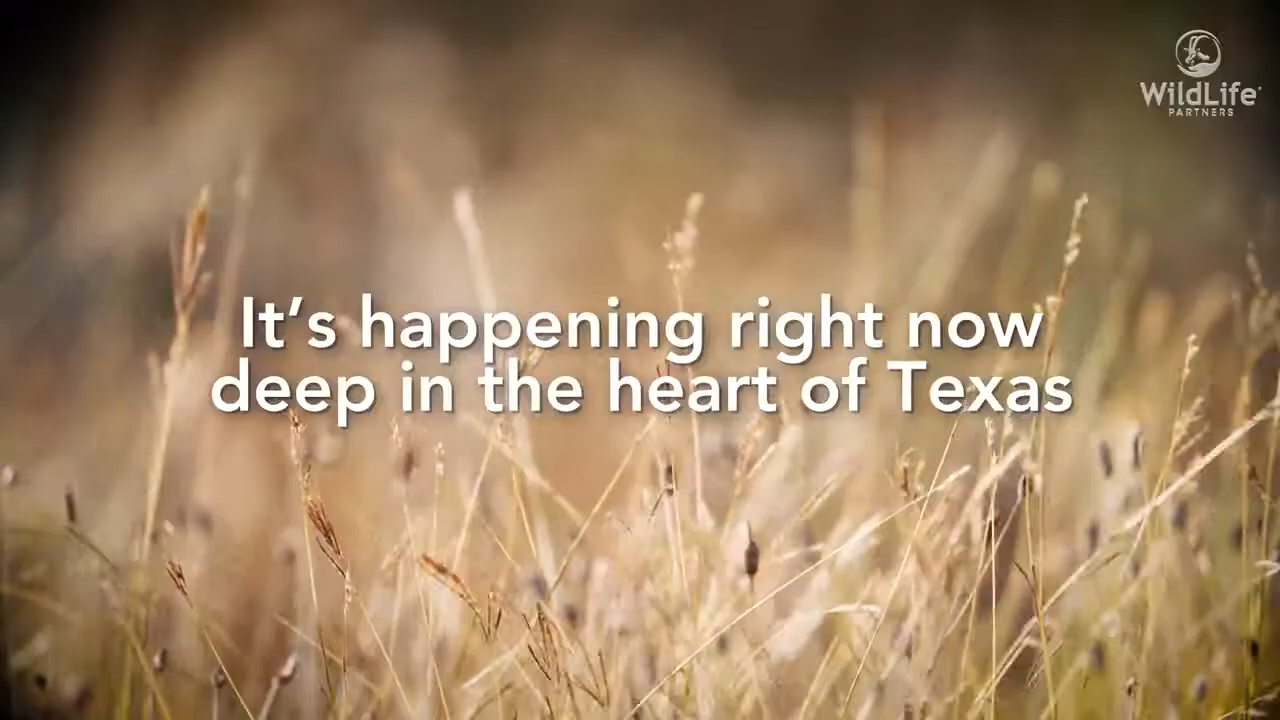 WildLife
PARTNERS
It's happening right now
deep in the heart of Texas